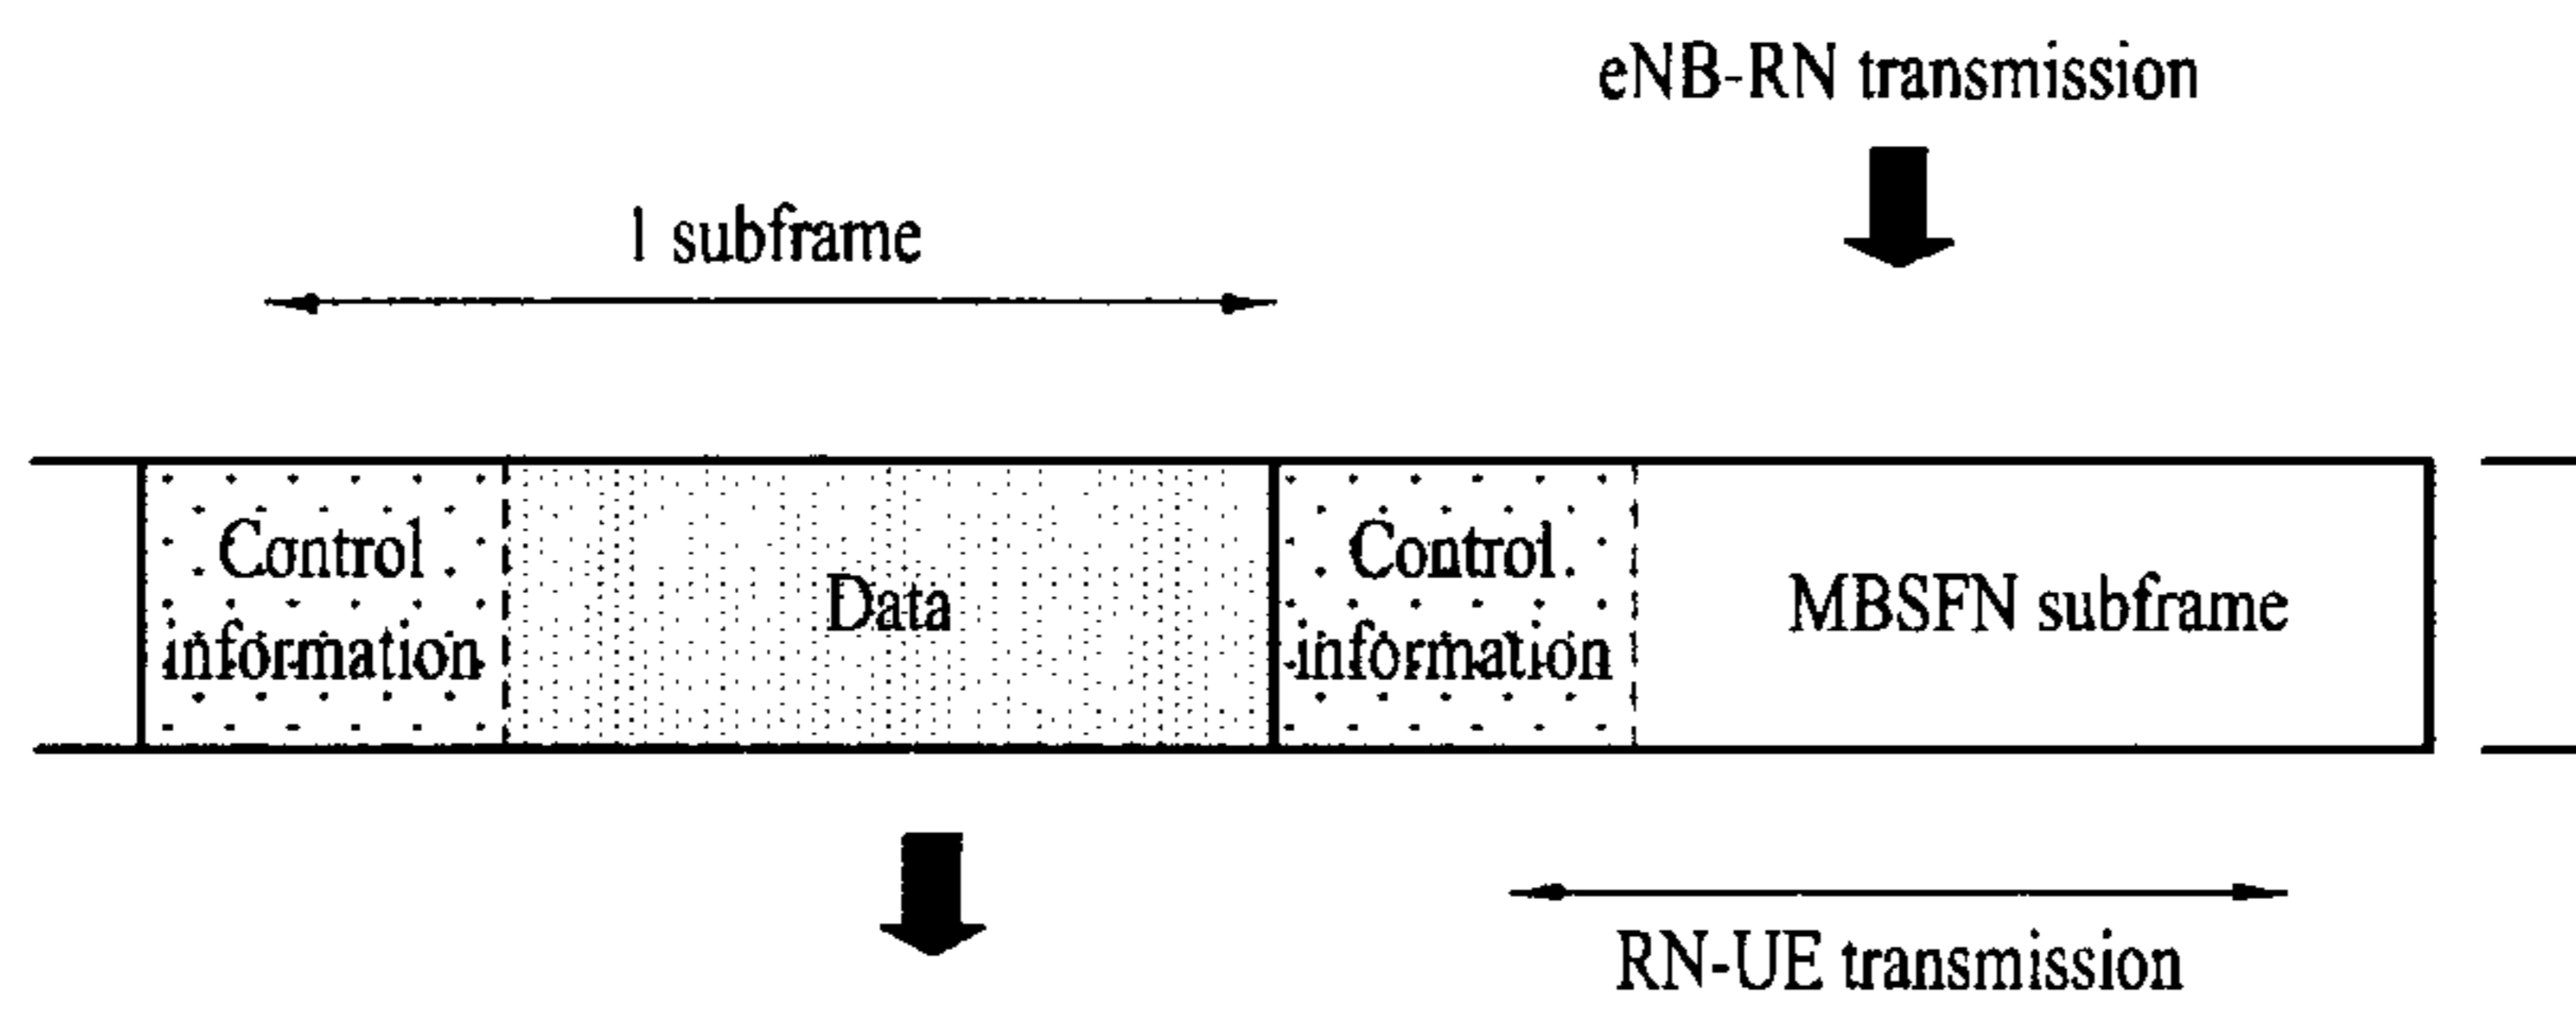 eNB-RN transmission
1 subframe
Control
information
Data
Control
information
MBSFN subframe
RN-UE transmission